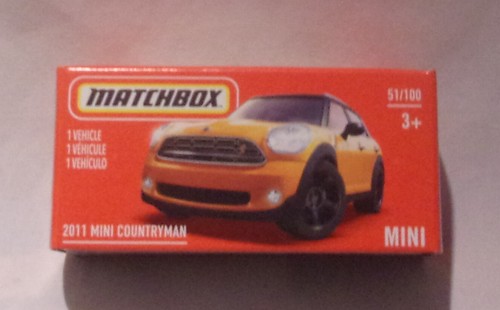 MATCHBOX
1 VEHICLE
1 VÉHICULE
1 VEHÍCULO
2011 MINI COUNTRYMAN
51/100
3+
MINI